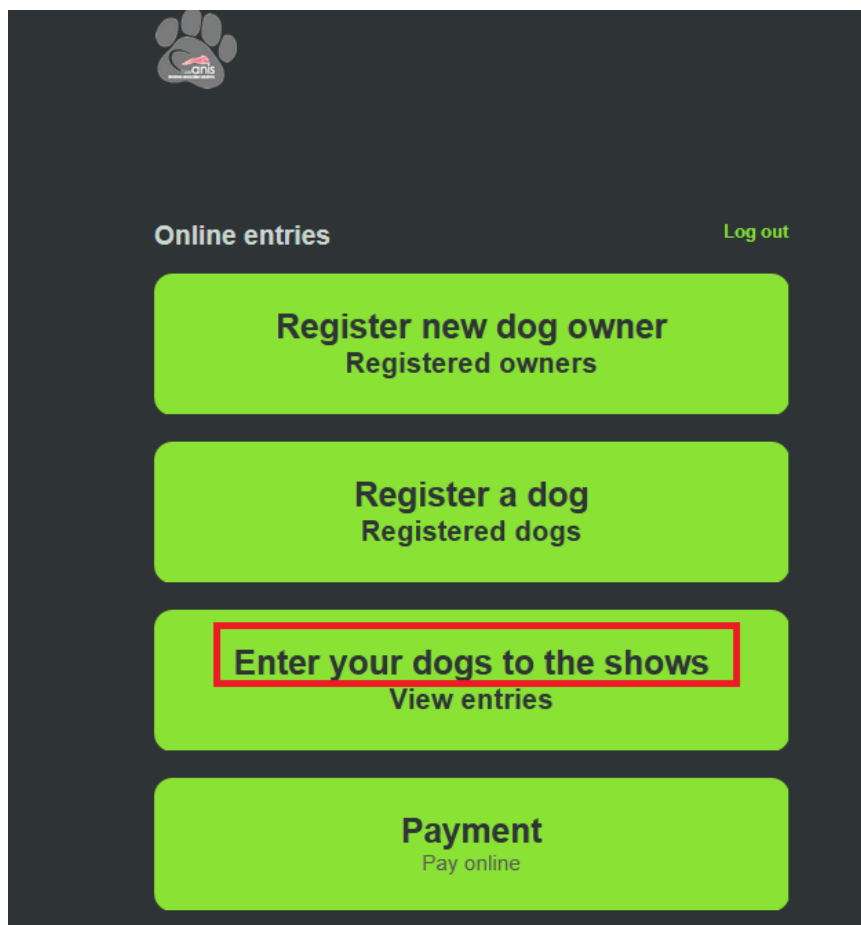 anis
Online entries
Log out
Register new dog owner
Registered owners
Register a dog
Registered dogs
Enter your dogs to the shows
View entries
Payment
Pay online